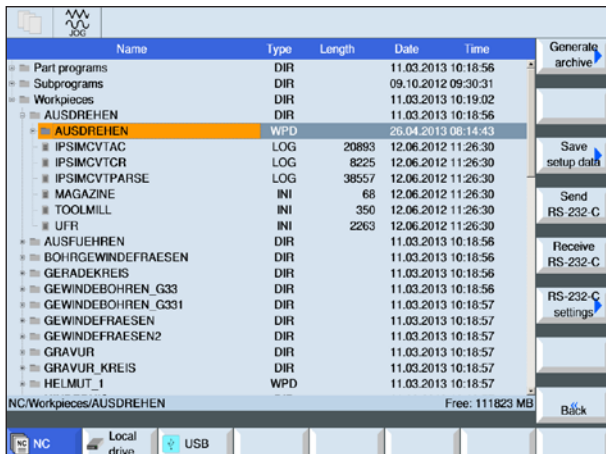 JOG
Name Type Length Date Time
Part programs DIR 11.03.2013 10:18:56
Subprograms DIR 09.10.2012 09:30:31
Workpieces DIR 11.03.2013 10:19:02
AUSDREHEN DIR 11.03.2013 10:18:56
AUSDREHEN WPD 26.04.2013 08:14:43
IPSIMCVTAC LOG 20893 12.06.2012 11:26:30
IPSIMCVTCR LOG 8225 12.06.2012 11:26:30
IPSIMCVTPARSE LOG 38557 12.06.2012 11:26:30
MAGAZINE INI 68 12.06.2012 11:26:30
TOOLMILL INI 350 12.06.2012 11:26:30
UFR INI 2263 12.06.2012 11:26:30
AUSFUEHREN DIR 11.03.2013 10:18:56
BOHRGEWINDEFRAESEN DIR 11.03.2013 10:18:56
GERADEKREIS DIR 11.03.2013 10:18:56
GEWINDEBOHREN_G33 DIR 11.03.2013 10:18:56
GEWINDEBOHREN_G331 DIR 11.03.2013 10:18:57
GEWINDEFRAESEN DIR 11.03.2013 10:18:57
GEWINDEFRAESEN2 DIR 11.03.2013 10:18:57
GRAVUR DIR 11.03.2013 10:18:57
GRAVUR_KREIS DIR 11.03.2013 10:18:57
HELMUT_1 WPD 11.03.2013 10:18:57
NC/Workpieces/AUSDREHEN Free: 111823 MB
Generate
archive
Save
setup data
Send
RS-232-C
Receive
RS-232-C
RS-232-C
settings
Back
NC
Local
drive
USB